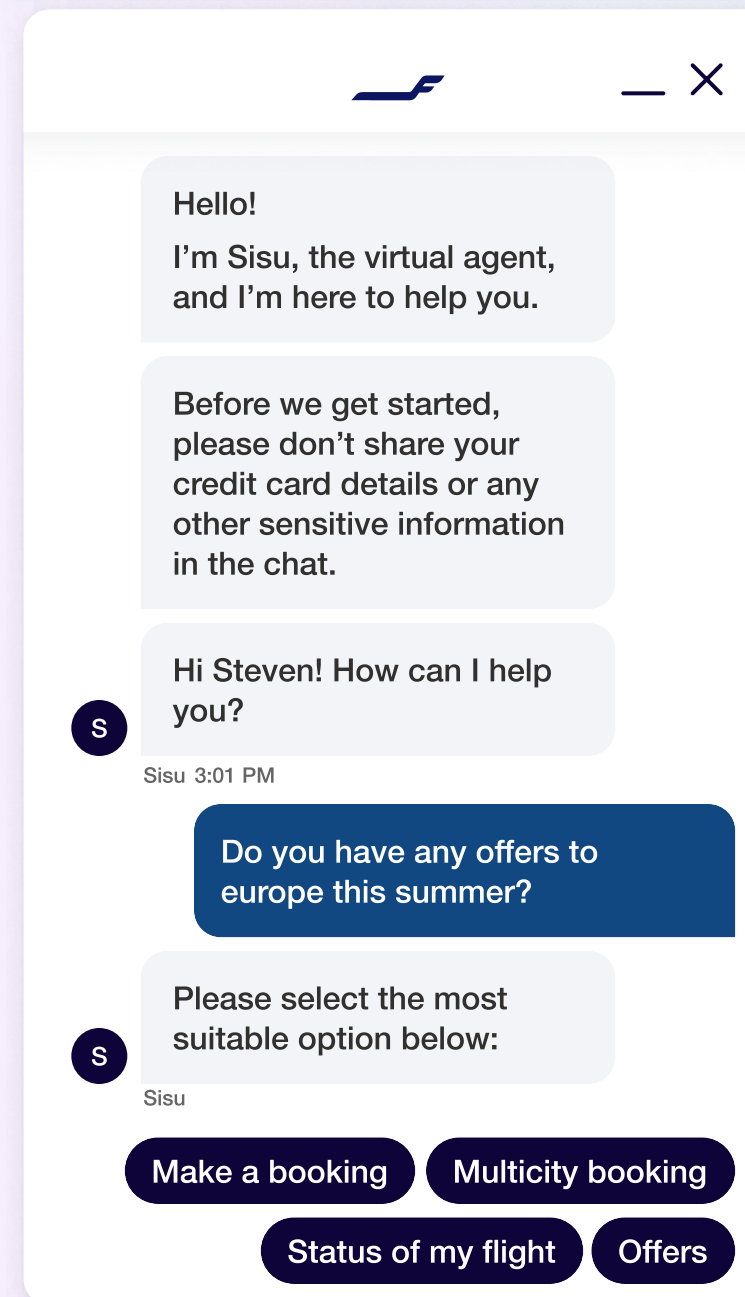 Hello!
I’m Sisu, the virtual agent,
and I’m here to help you.
Before we get started,
please don’t share your
credit card details or any
other sensitive information
in the chat.
Hi Steven! How can I help
you?
S
Sisu 3:01 PM
Do you have any offers to
europe this summer?
Please select the most
suitable option below:
S
Sisu
Make a booking
Multicity booking
Status of my flight
Offers